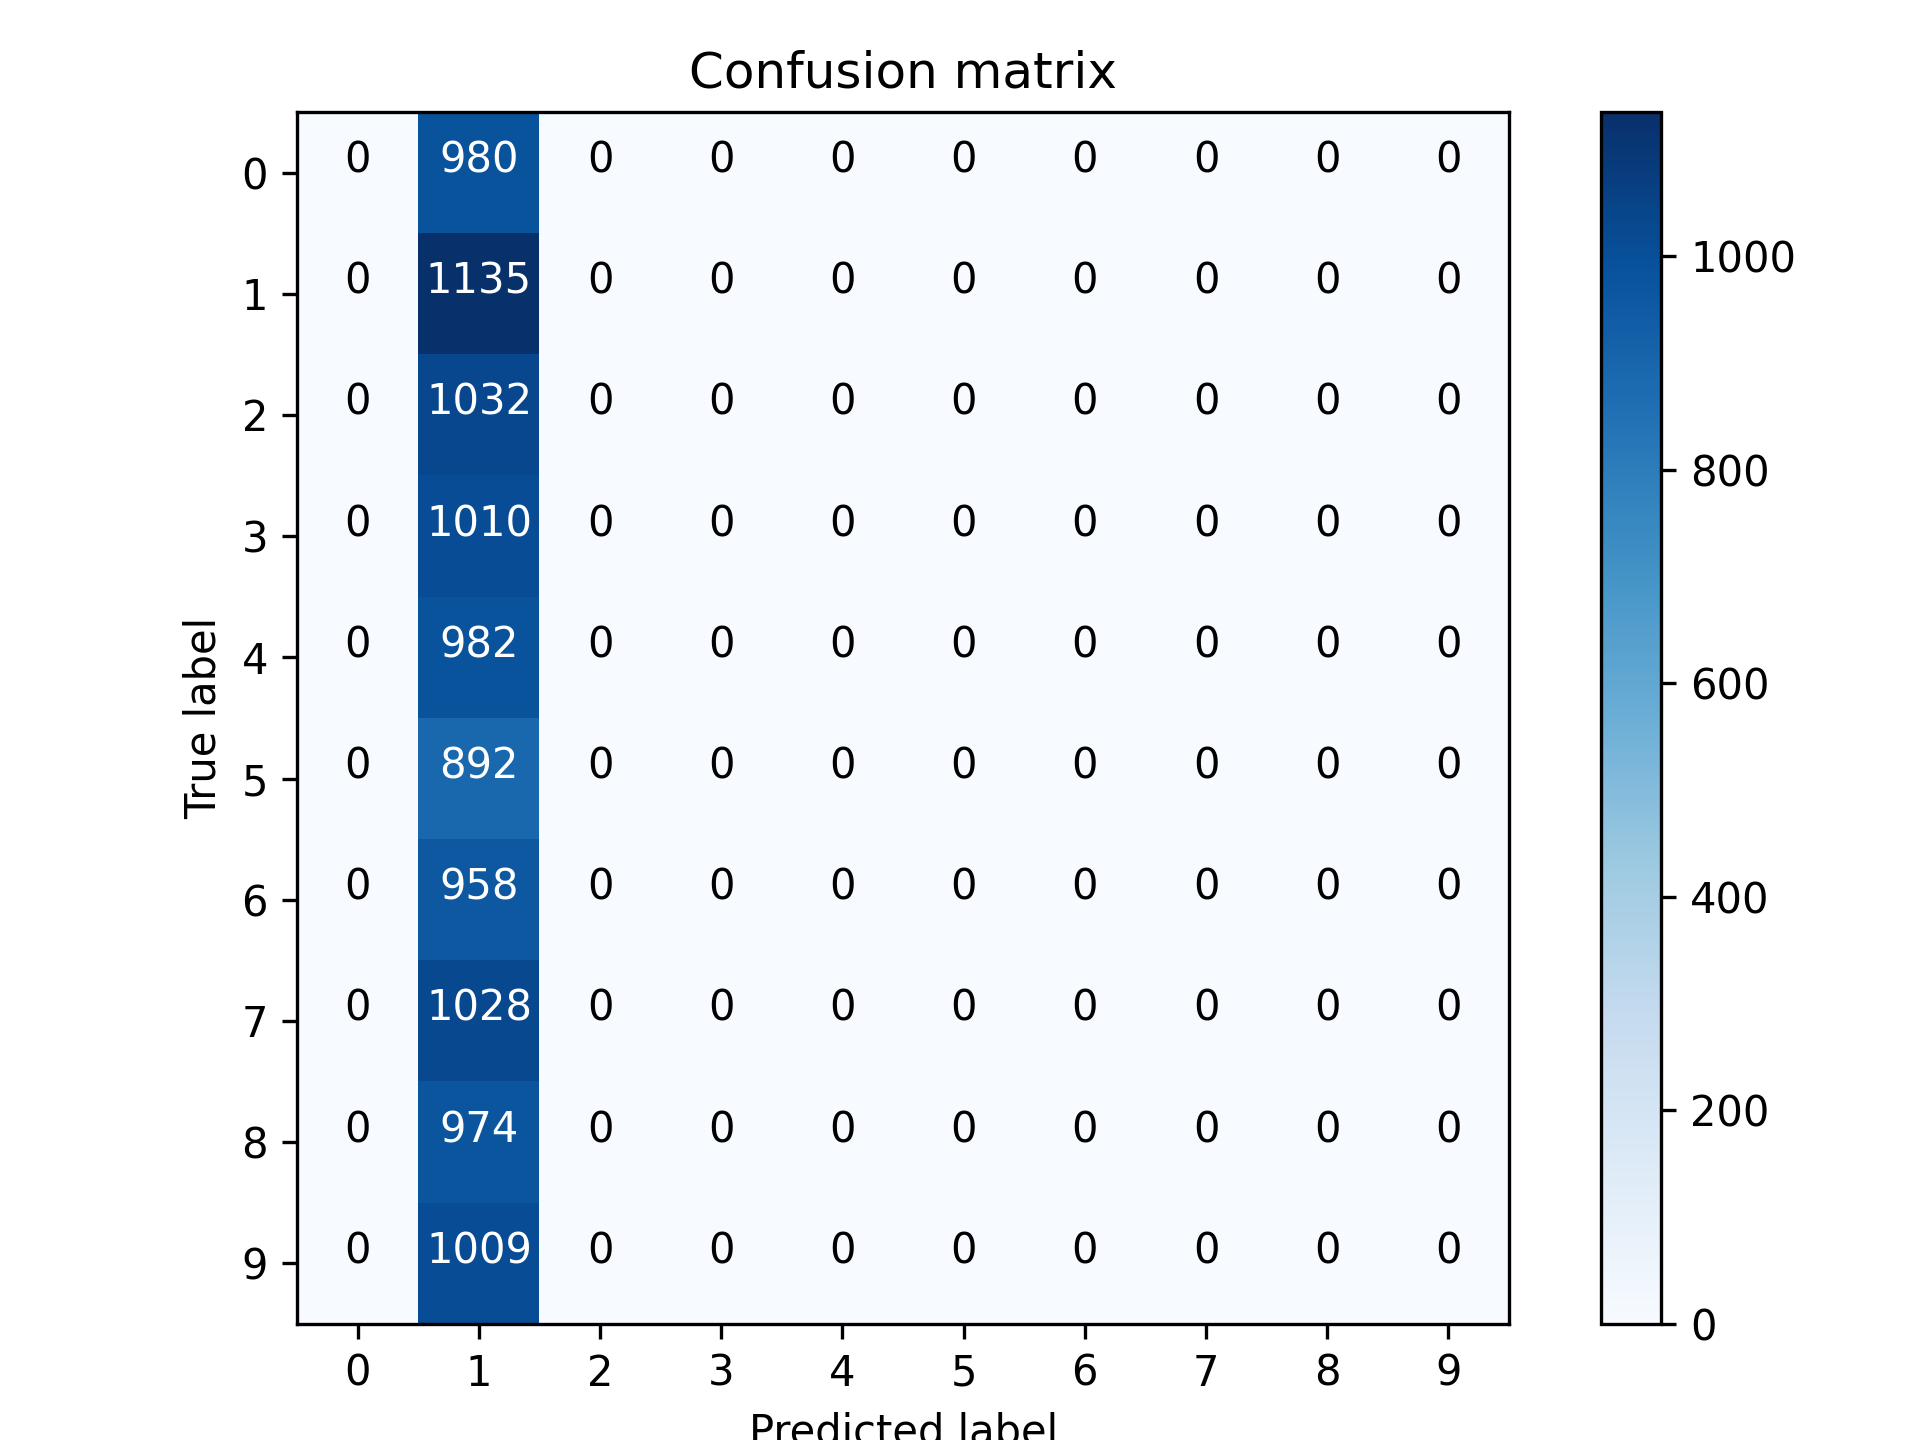 Confusion matrix
0 0 980 0 0 0 0 0 0 0 0
1 0 1135 0 0 0 0 0 0 0 0
2 0 1032 0 0 0 0 0 0 0 0
3 0 1010 0 0 0 0 0 0 0 0
4 0 982 0 0 0 0 0 0 0 0
5 0 892 0 0 0 0 0 0 0 0
6 0 958 0 0 0 0 0 0 0 0
7 0 1028 0 0 0 0 0 0 0 0
8 0 974 0 0 0 0 0 0 0 0
9 0 1009 0 0 0 0 0 0 0 0
0 1 2 3 4 5 6 7 8 9
True label
Predicted label
1000
800
600
400
200
0